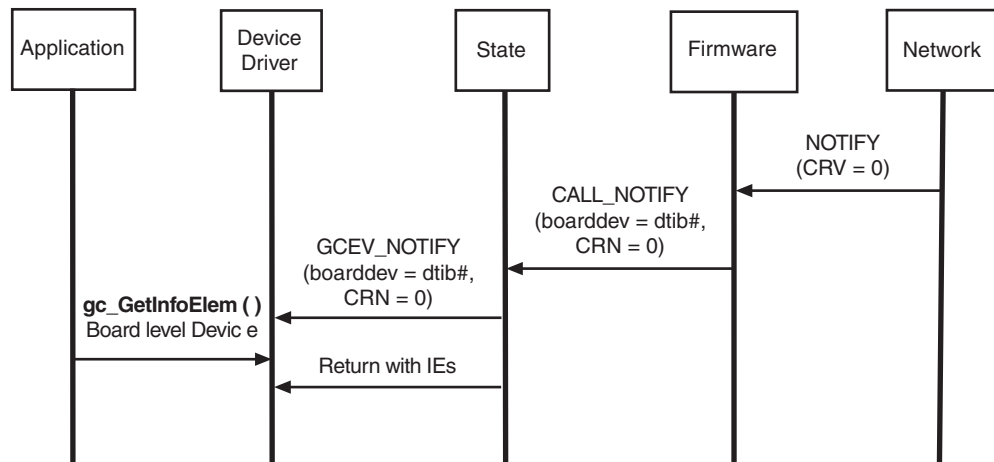 Application
Device
Driver
State
Firmware
Network
NOTIFY
(CRV = 0)
CALL_NOTIFY
(boarddev = dtib#,
CRN = 0)
GCEV_NOTIFY
(boarddev = dtib#,
CRN = 0)
gc_GetInfoElem ( )
Board level Devic e
Return with IEs